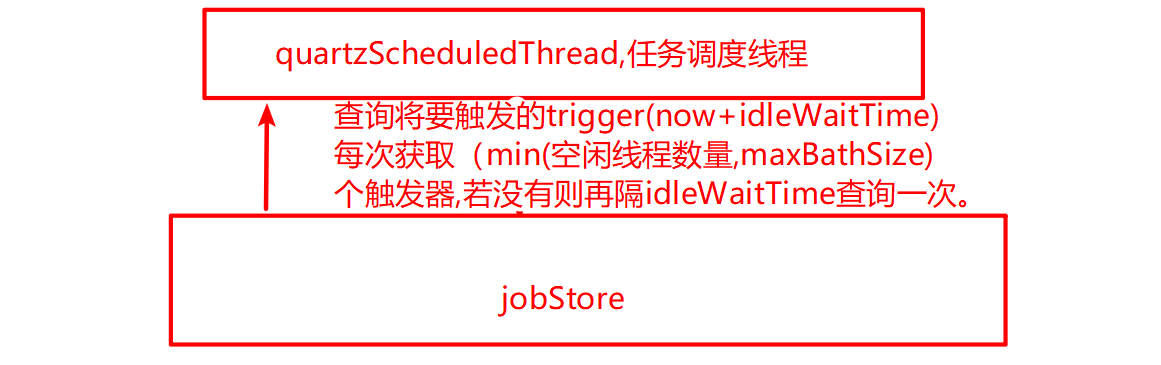 quartzScheduledThread,任务调度线程
查询将要触发的trigger(now+idleWaitTime)
每次获取（min(空闲线程数量,maxBathSize)
个触发器,若没有则再隔idleWaitTime查询一次。
jobStore